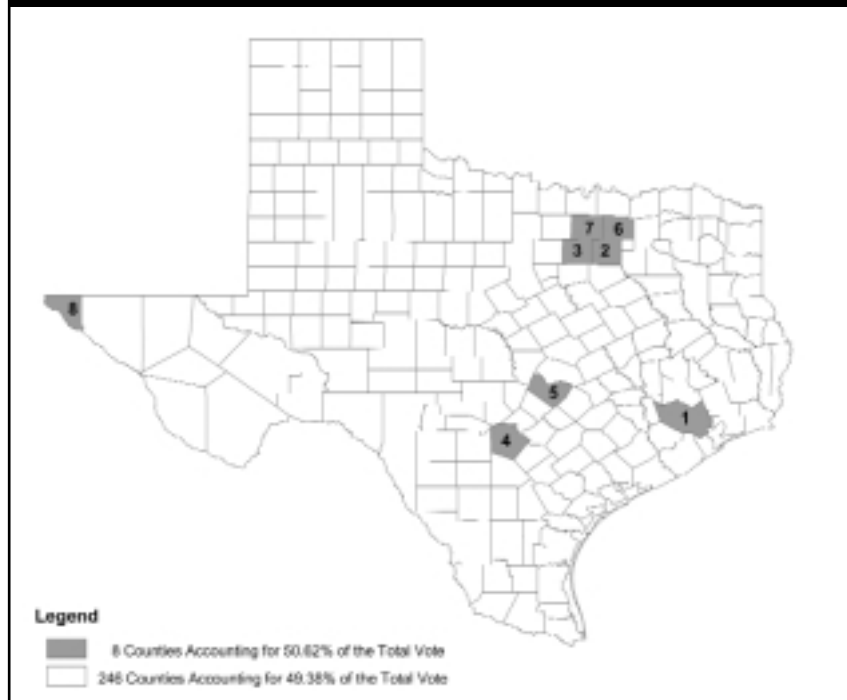 7 6
3 2
8
5
1
4
Legend
8 Counties Accounting for 50.62% of the Total Vote
246 Counties Accounting for 49.38% of the Total Vote